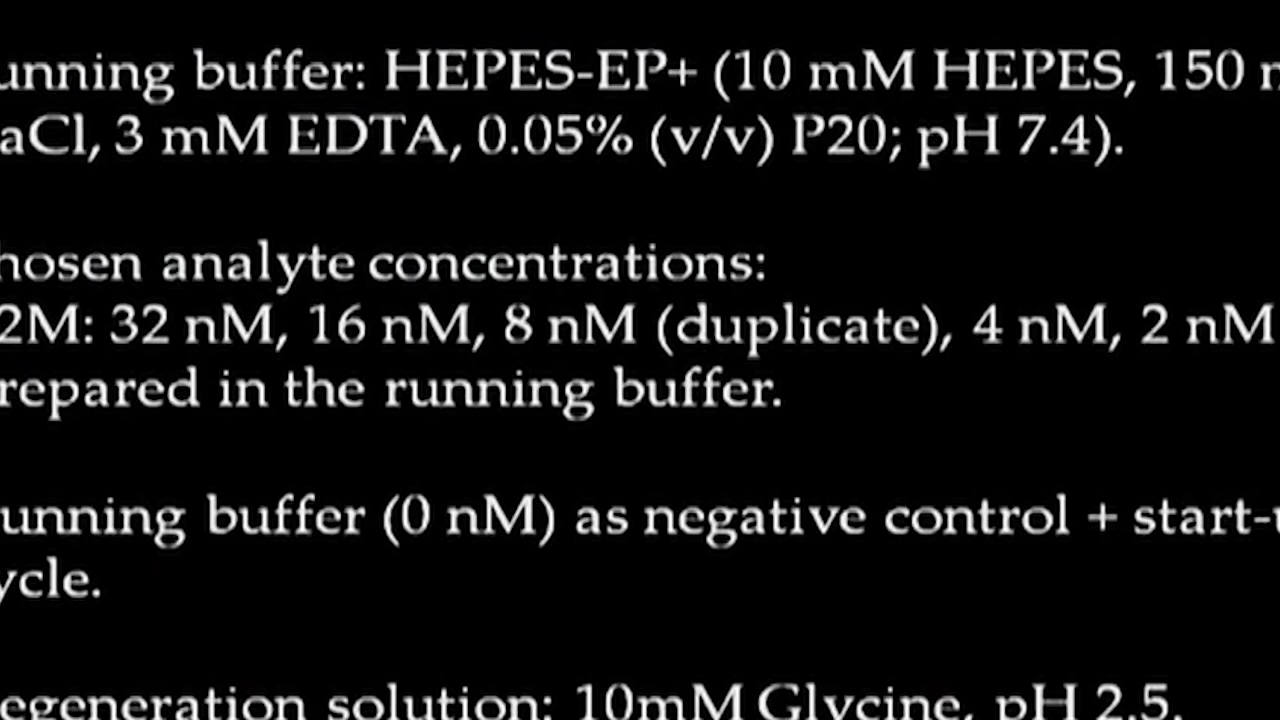 unning buffer: HEPES-EP+ (10 mM HEPES, 150 m
aCl, 3 mM EDTA, 0.05% (v/v) P20; pH 7.4).
hosen analyte concentrations:
2M: 32 nM, 16 nM, 8 nM (duplicate), 4 nM, 2 nM
repared in the running buffer.
unning buffer (0 nM) as negative control + start-u
ycle.
egeneration solution: 10mM Glycine, pH 2.5.